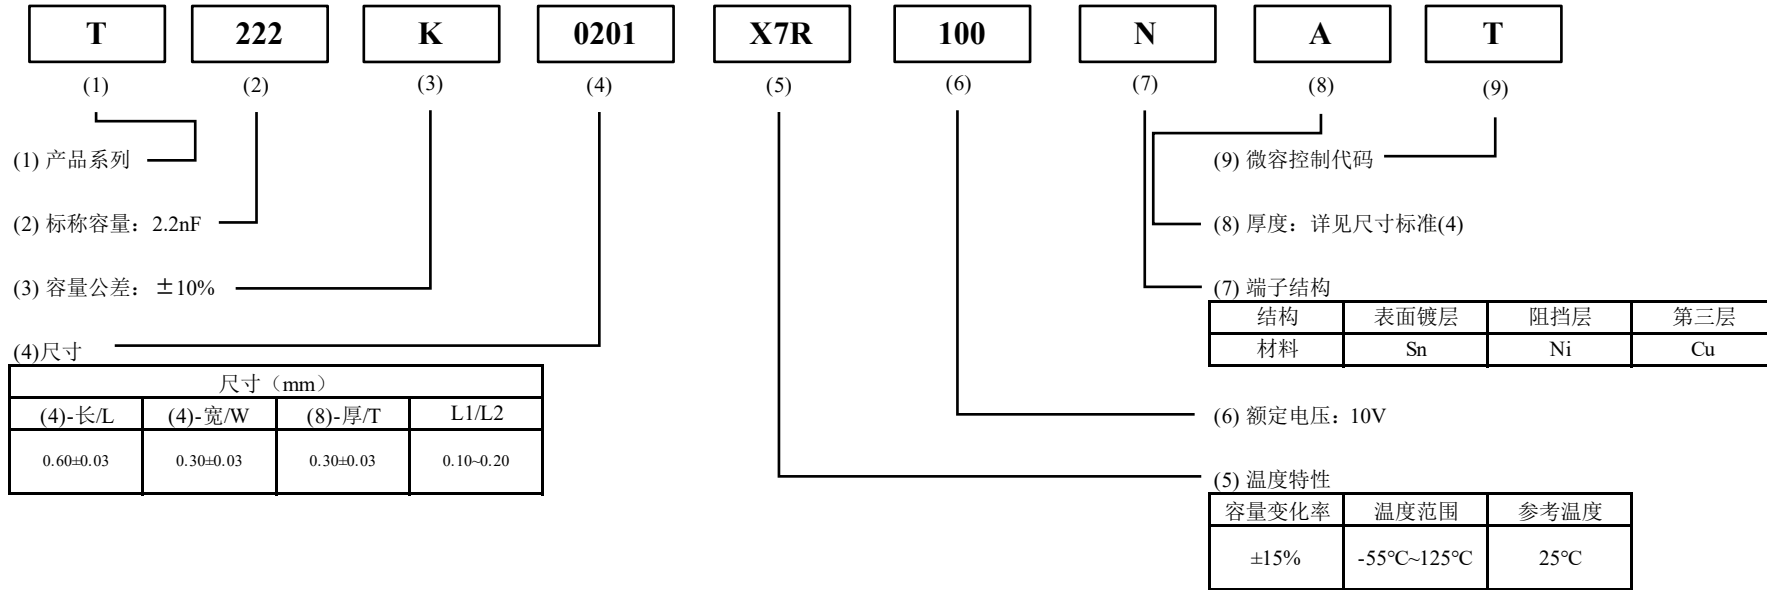 T 222 K 0201 X7R 100 N A T
(1) (2) (3) (4) (5) (6) (7) (8) (9)
(1) 产品系列
(2) 标称容量：2.2nF
(3) 容量公差：±10%
(4)尺寸
尺寸（mm）
(4)-长/L (4)-宽/W (8)-厚/T L1/L2
0.60±0.03 0.30±0.03 0.30±0.03 0.10~0.20
(9) 微容控制代码
(8) 厚度：详见尺寸标准(4)
(7) 端子结构
结构 表面镀层 阻挡层 第三层
材料 Sn Ni Cu
(6) 额定电压：10V
(5) 温度特性
容量变化率 温度范围 参考温度
±15% -55℃~125℃ 25℃